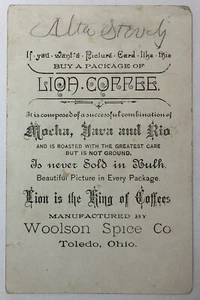 Alta
If you want a Picture Card like this
BUY A PACKAGE OF
LION COFFEE.
It is composed of a successful combination of
Mocha, Java and Rio
AND IS ROASTED WITH THE GREATEST CARE
BUT IS NOT GROUND.
Is never Sold in Bulk.
Beautiful Picture in Every Package.
Lion is the King of Coffees
MANUFACTURED BY
Woolson Spice Co
Toledo, Ohio.